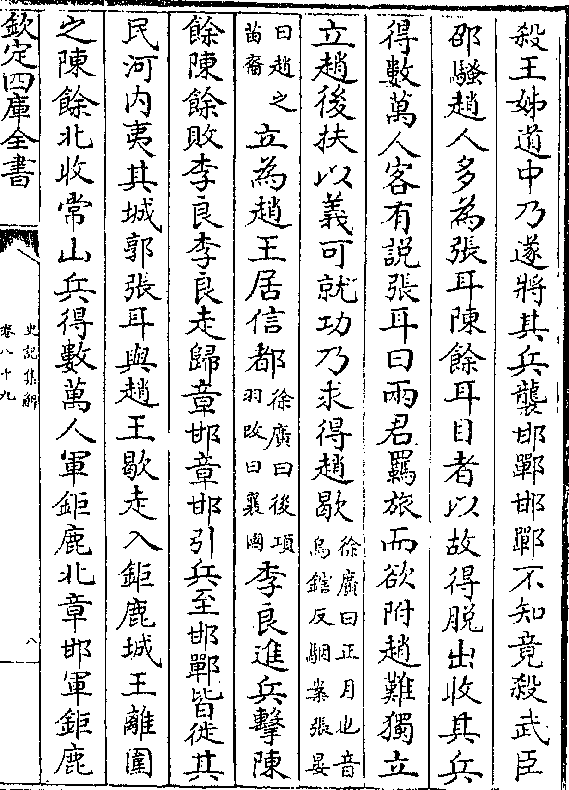 殺王姊道中乃遂將其兵襲邯鄲邯鄲不知竟殺武臣
邵騷趙人多為張耳陳餘耳目者以故得脫出收其兵
得數萬人客有説張耳曰兩君羈旅而欲附趙難獨立
立趙後扶以義可就功乃求得趙歇徐廣曰正月也音烏鎋反駰案張晏
曰趙之苗裔立為趙王居信都徐廣曰後項羽改曰襄國李良進兵擊陳
餘陳餘敗李良李良走歸章邯章邯引兵至邯鄲皆徙其
民河内夷其城郭張耳與趙王歇走入鉅鹿城王離圍
之陳餘北收常山兵得數萬人軍鉅鹿北章邯軍鉅鹿
欽定四庫全書
史記集解
卷八十九
八